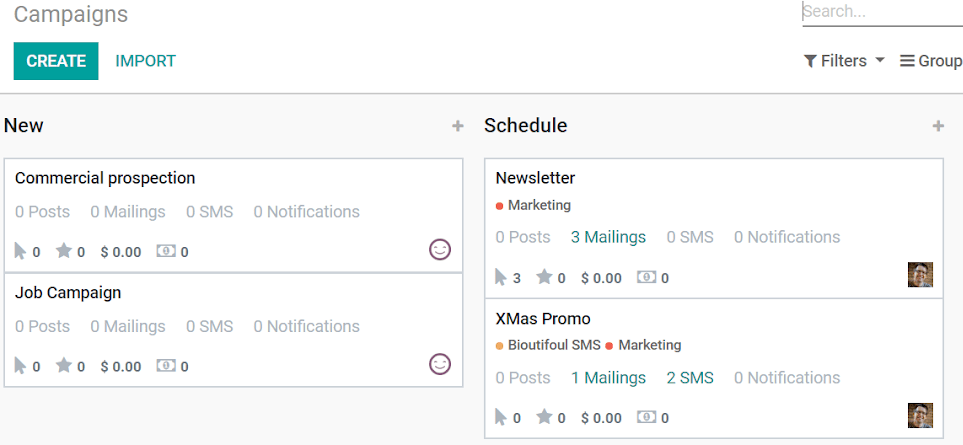 Campaigns
Search...
CREATE IMPORT
Filters Group
New +
Commercial prospection
0 Posts 0 Mailings 0 SMS 0 Notifications
0 0 $ 0.00 0
Job Campaign
0 Posts 0 Mailings 0 SMS 0 Notifications
0 0 $ 0.00 0
Schedule +
Newsletter
Marketing
0 Posts 3 Mailings 0 SMS 0 Notifications
3 0 $ 0.00 0
XMas Promo
Bioutifoul SMS Marketing
0 Posts 1 Mailings 2 SMS 0 Notifications
0 0 $ 0.00 0